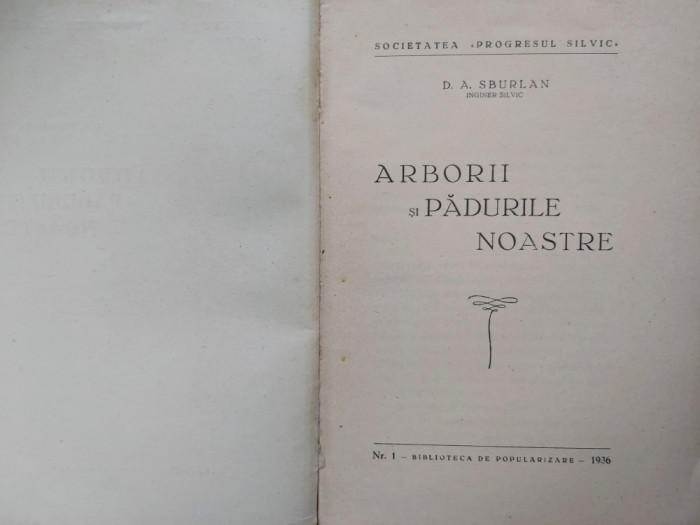 SOCIETATEA „PROGRESUL SILVIC"
D. A. SBURLAN
INGINER SILVIC
ARBORII
ȘI PĂDURILE
NOASTRE
Nr. 1 – BIBLIOTECA DE POPULARIZARE – 1936